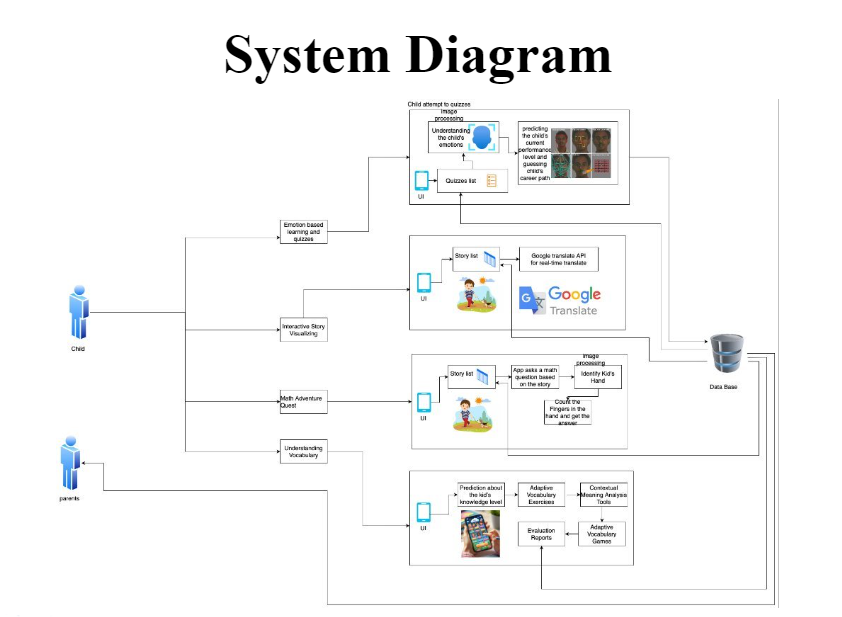 System Diagram
Child attempt to quizzes
Image
processing
Understanding
the child's
emotions
predicting
the child's
current
performance
level and
guessing
child's
career path
UI
Quizzes list
Emotion based
learning and
quizzes
Story list
Google translate API
for real-time translate
UI
Google
Translate
Child
Interactive Story
Visualizing
Data Base
Image
processing
Story list
App asks a math
question based
on the story
Identify Kid's
Hand
Math Adventure
Quest
UI
Count the
Fingers in the
hand and get the
answer
Understanding
Vocabulary
parents
Prediction about
the kid's
knowledge level
Adaptive
Vocabulary
Exercises
Contextual
Meaning Analysis
Tools
UI
Evaluation
Reports
Adaptive
Vocabulary
Games